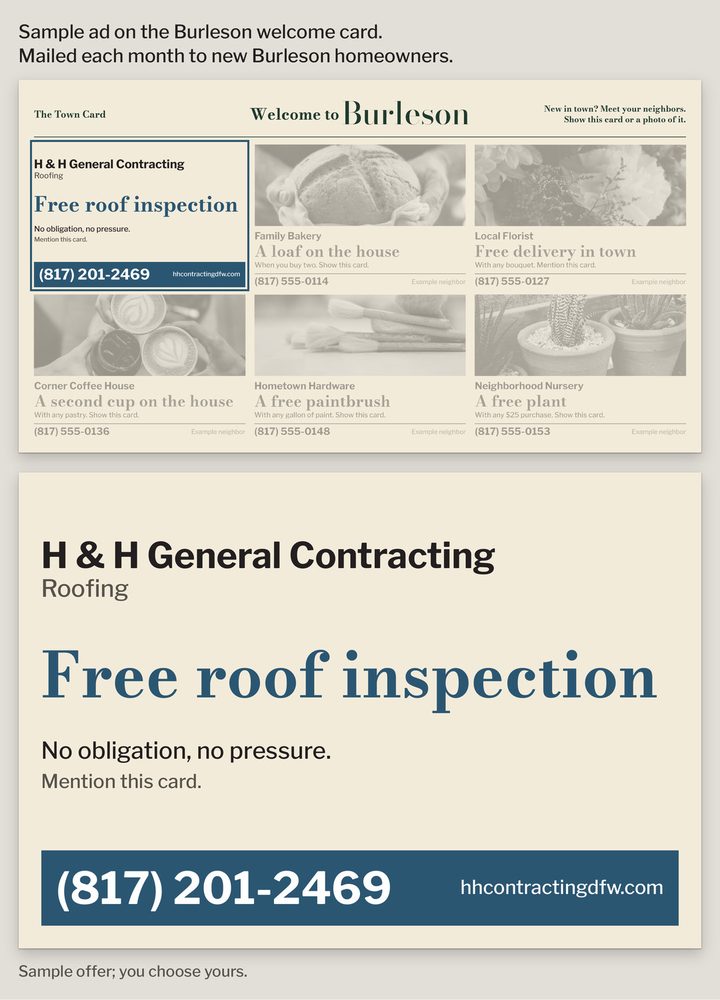 Sample ad on the Burleson welcome card.
Mailed each month to new Burleson homeowners.
The Town Card
Welcome to Burleson
New in town? Meet your neighbors.
Show this card or a photo of it.
H & H General Contracting
Roofing
Free roof inspection
No obligation, no pressure.
Mention this card.
(817) 201-2469 hhcontractingdfw.com
Family Bakery
A loaf on the house
When you buy two. Show this card.
(817) 555-0114 Example neighbor
Local Florist
Free delivery in town
With any bouquet. Mention this card.
(817) 555-0127 Example neighbor
Corner Coffee House
A second cup on the house
With any pastry. Show this card.
(817) 555-0136 Example neighbor
Hometown Hardware
A free paintbrush
With any gallon of paint. Show this card.
(817) 555-0148 Example neighbor
Neighborhood Nursery
A free plant
With any $25 purchase. Show this card.
(817) 555-0153 Example neighbor
H & H General Contracting
Roofing
Free roof inspection
No obligation, no pressure.
Mention this card.
(817) 201-2469 hhcontractingdfw.com
Sample offer; you choose yours.